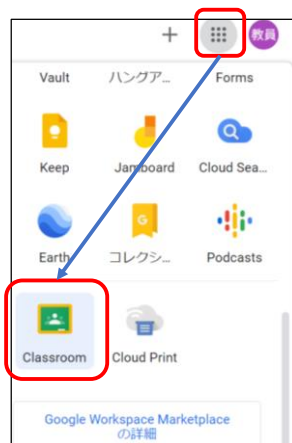 教員
Vault ハングア... Forms
Keep Jamboard Cloud Sea...
Earth コレクシ... Podcasts
Classroom Cloud Print
Google Workspace Marketplace
の詳細